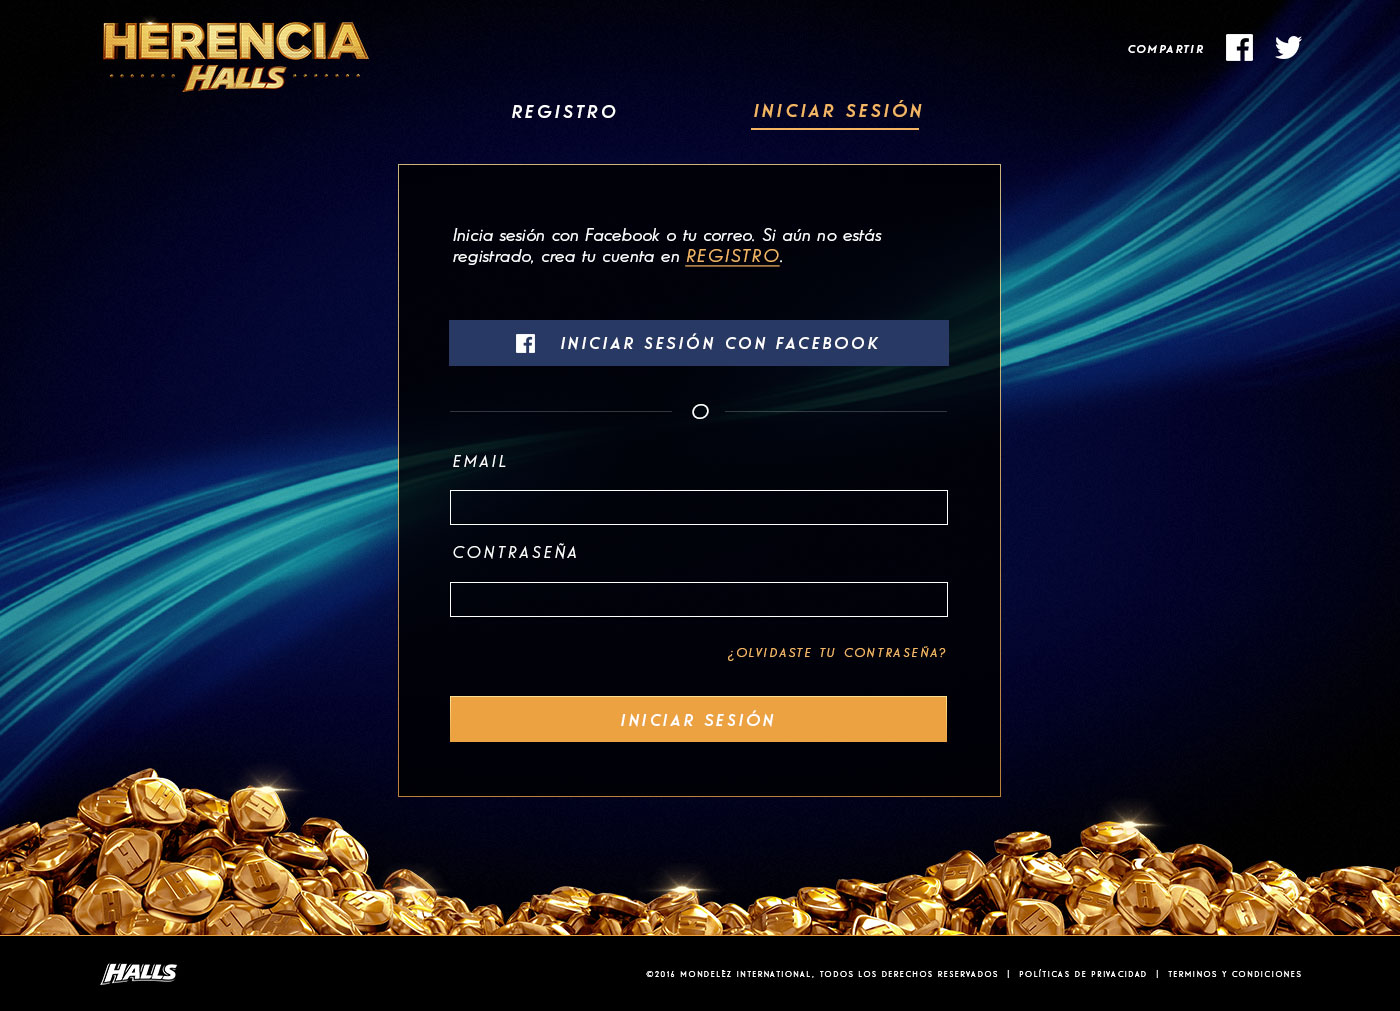 HERENCIA
HALLS
COMPARTIR
REGISTRO
INICIAR SESIÓN
Inicia sesión con Facebook o tu correo. Si aún no estás
registrado, crea tu cuenta en REGISTRO.
INICIAR SESIÓN CON FACEBOOK
O
EMAIL
CONTRASEÑA
¿OLVIDASTE TU CONTRASEÑA?
INICIAR SESIÓN
HALLS
©2016 MONDELĒZ INTERNATIONAL, TODOS LOS DERECHOS RESERVADOS | POLÍTICAS DE PRIVACIDAD | TERMINOS Y CONDICIONES